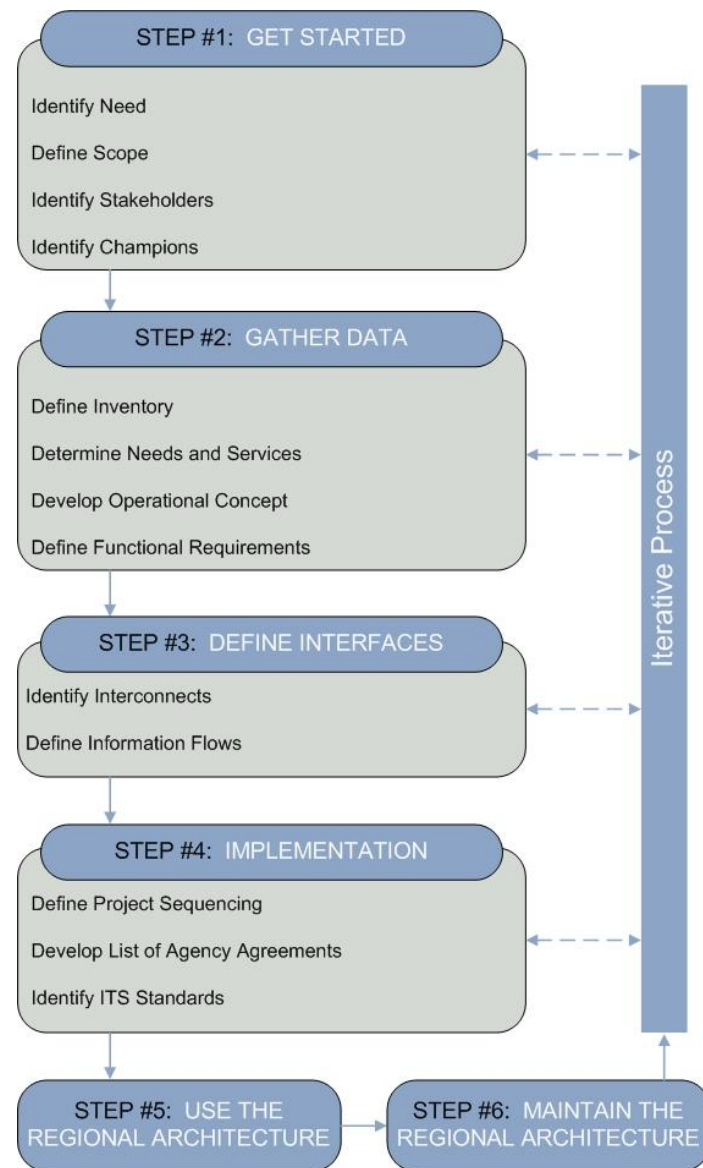 STEP #1: GET STARTED
Identify Need
Define Scope
Identify Stakeholders
Identify Champions
STEP #2: GATHER DATA
Define Inventory
Determine Needs and Services
Develop Operational Concept
Define Functional Requirements
STEP #3: DEFINE INTERFACES
Identify Interconnects
Define Information Flows
STEP #4: IMPLEMENTATION
Define Project Sequencing
Develop List of Agency Agreements
Identify ITS Standards
STEP #5: USE THE
REGIONAL ARCHITECTURE
STEP #6: MAINTAIN THE
REGIONAL ARCHITECTURE
Iterative Process